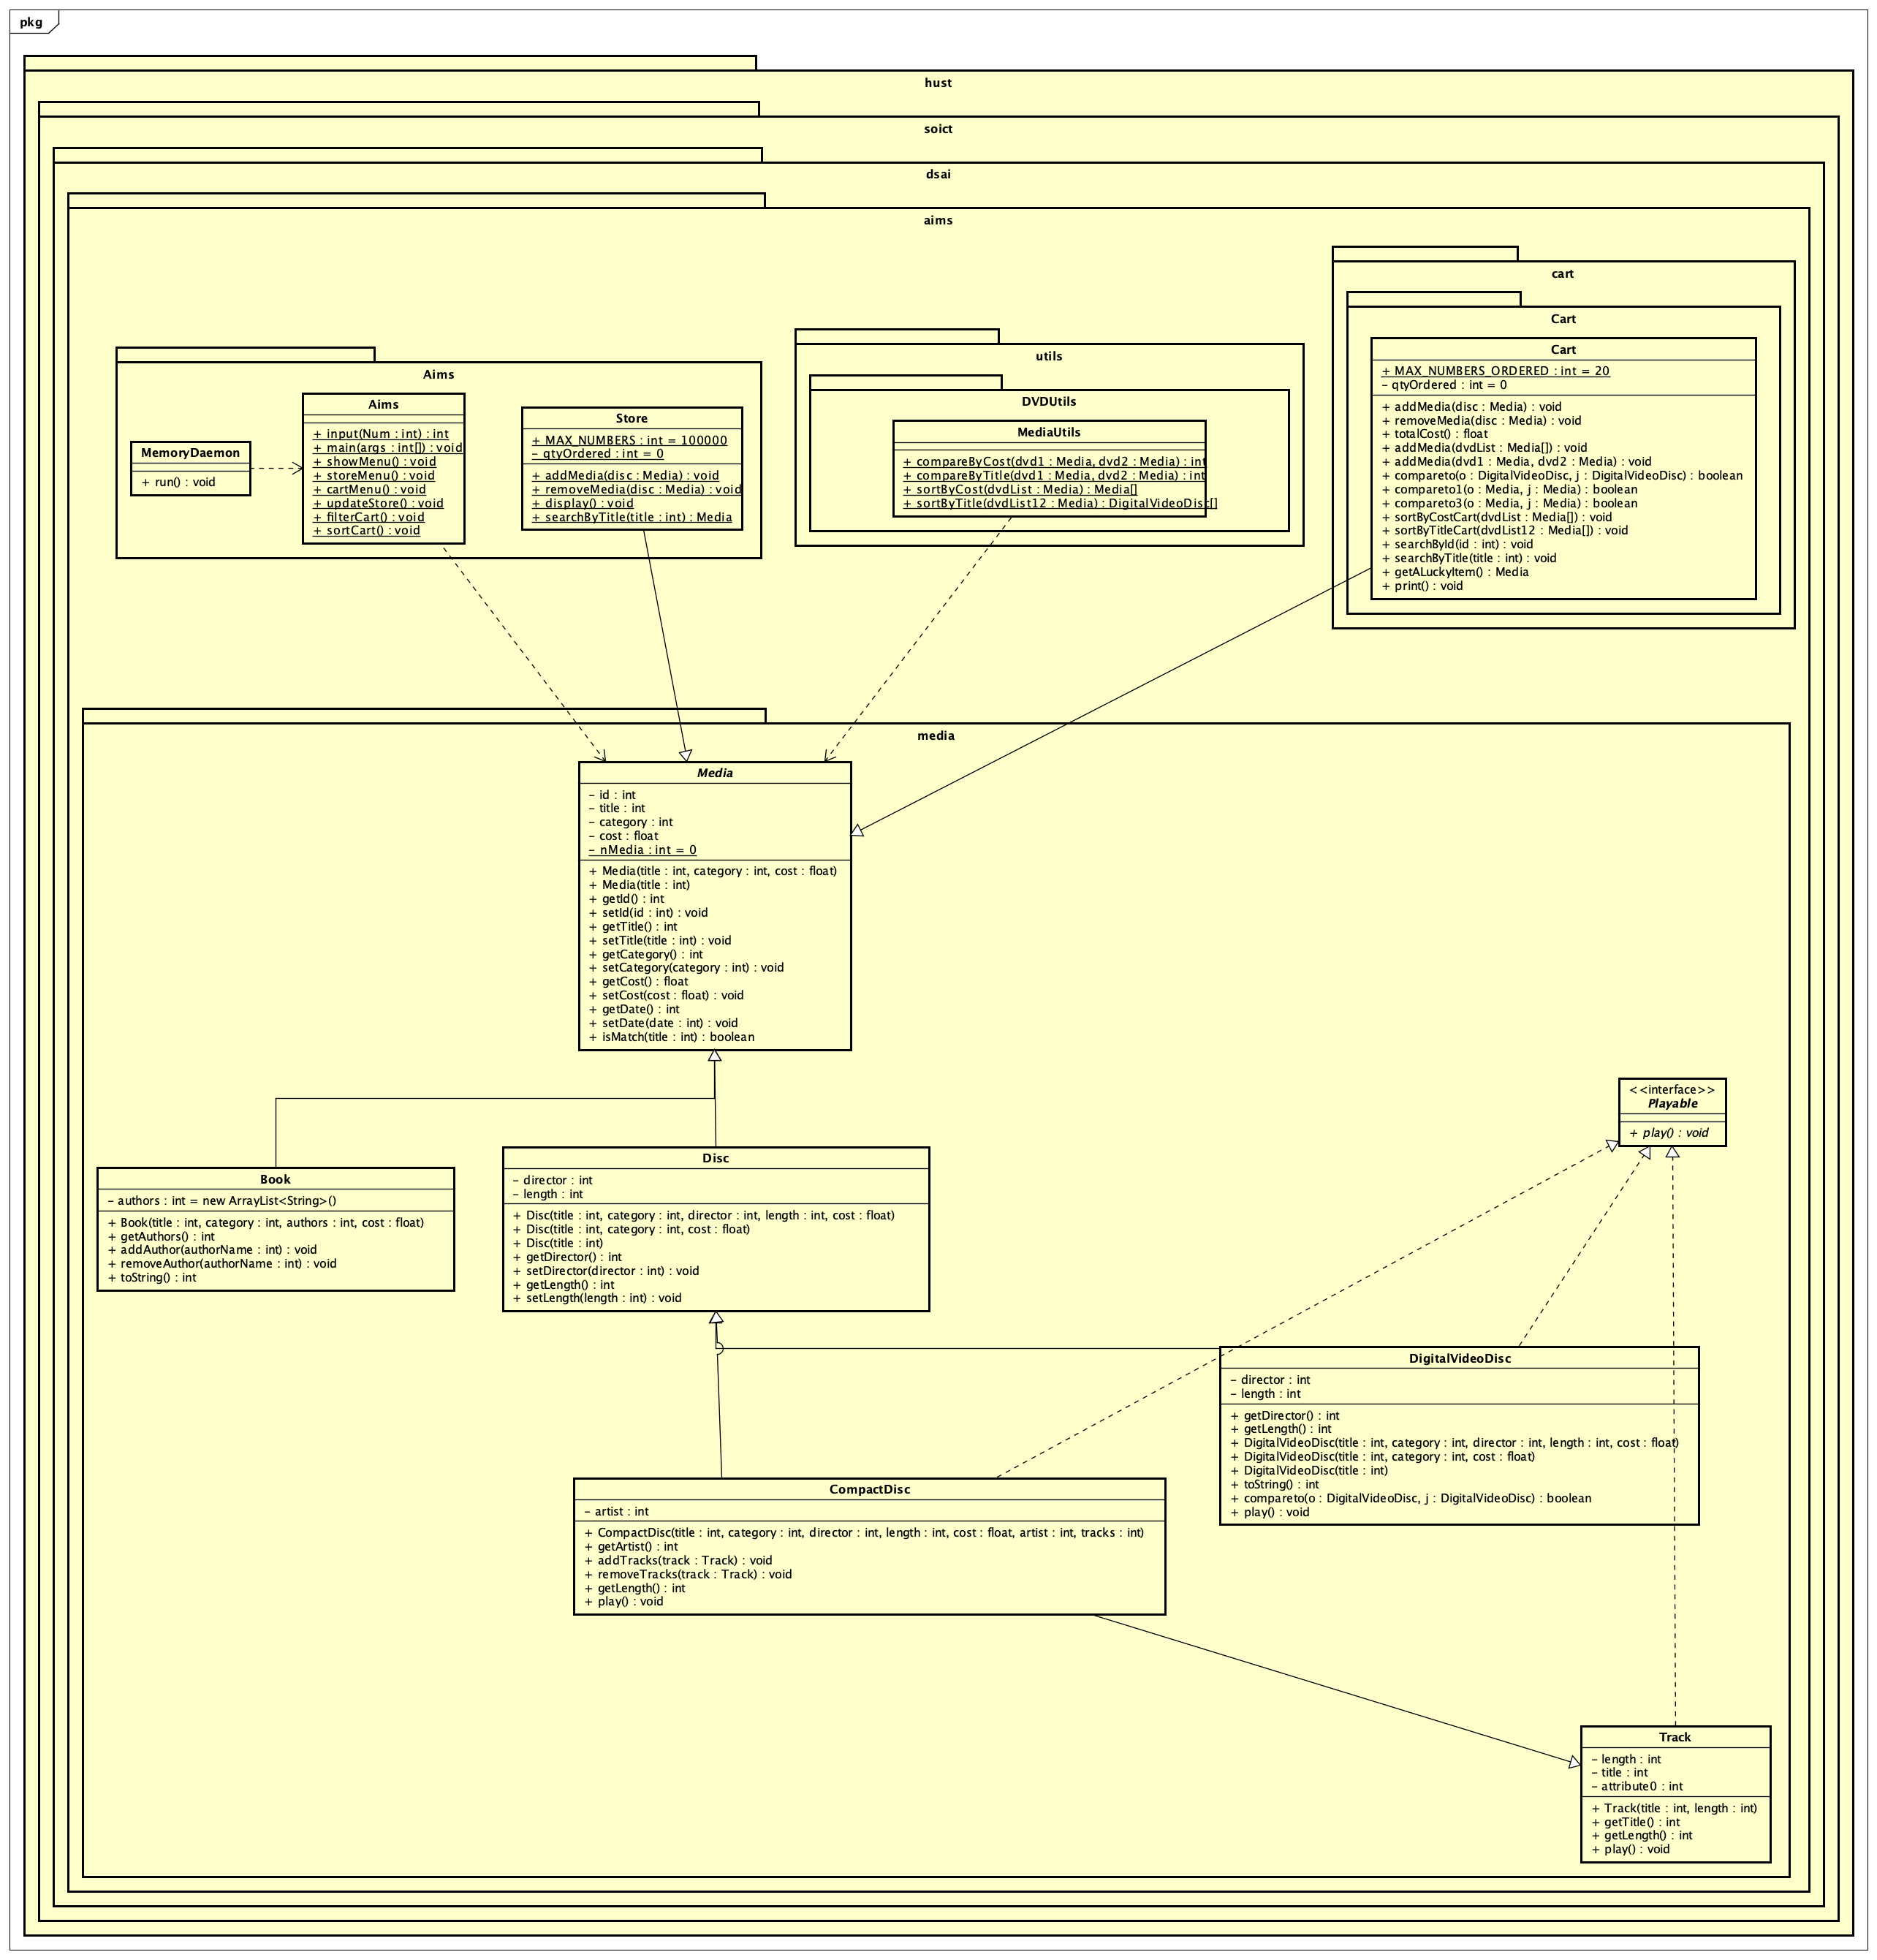 pkg
hust
soict
dsai
aims
Aims
MemoryDaemon
+ run() : void
Aims
+ input(Num : int) : int
+ main(args : int[]) : void
+ showMenu() : void
+ storeMenu() : void
+ cartMenu() : void
+ updateStore() : void
+ filterCart() : void
+ sortCart() : void
Store
+ MAX_NUMBERS : int = 100000
- qtyOrdered : int = 0
+ addMedia(disc : Media) : void
+ removeMedia(disc : Media) : void
+ display() : void
+ searchByTitle(title : int) : Media
utils
DVDUtils
MediaUtils
+ compareByCost(dvd1 : Media, dvd2 : Media) : int
+ compareByTitle(dvd1 : Media, dvd2 : Media) : int
+ sortByCost(dvdList : Media) : Media[]
+ sortByTitle(dvdList12 : Media) : DigitalVideoDisc[]
cart
Cart
Cart
+ MAX_NUMBERS_ORDERED : int = 20
- qtyOrdered : int = 0
+ addMedia(disc : Media) : void
+ removeMedia(disc : Media) : void
+ totalCost() : float
+ addMedia(dvdList : Media[]) : void
+ addMedia(dvd1 : Media, dvd2 : Media) : void
+ compareto(o : DigitalVideoDisc, j : DigitalVideoDisc) : boolean
+ compareto1(o : Media, j : Media) : boolean
+ compareto3(o : Media, j : Media) : boolean
+ sortByCostCart(dvdList : Media[]) : void
+ sortByTitleCart(dvdList12 : Media[]) : void
+ searchById(id : int) : void
+ searchByTitle(title : int) : void
+ getALuckyItem() : Media
+ print() : void
media
Media
- id : int
- title : int
- category : int
- cost : float
- nMedia : int = 0
+ Media(title : int, category : int, cost : float)
+ Media(title : int)
+ getId() : int
+ setId(id : int) : void
+ getTitle() : int
+ setTitle(title : int) : void
+ getCategory() : int
+ setCategory(category : int) : void
+ getCost() : float
+ setCost(cost : float) : void
+ getDate() : int
+ setDate(date : int) : void
+ isMatch(title : int) : boolean
<<interface>>
Playable
+ play() : void
Book
- authors : int = new ArrayList<String>()
+ Book(title : int, category : int, authors : int, cost : float)
+ getAuthors() : int
+ addAuthor(authorName : int) : void
+ removeAuthor(authorName : int) : void
+ toString() : int
Disc
- director : int
- length : int
+ Disc(title : int, category : int, director : int, length : int, cost : float)
+ Disc(title : int, category : int, cost : float)
+ Disc(title : int)
+ getDirector() : int
+ setDirector(director : int) : void
+ getLength() : int
+ setLength(length : int) : void
DigitalVideoDisc
- director : int
- length : int
+ getDirector() : int
+ getLength() : int
+ DigitalVideoDisc(title : int, category : int, director : int, length : int, cost : float)
+ DigitalVideoDisc(title : int, category : int, cost : float)
+ DigitalVideoDisc(title : int)
+ toString() : int
+ compareto(o : DigitalVideoDisc, j : DigitalVideoDisc) : boolean
+ play() : void
CompactDisc
- artist : int
+ CompactDisc(title : int, category : int, director : int, length : int, cost : float, artist : int, tracks : int)
+ getArtist() : int
+ addTracks(track : Track) : void
+ removeTracks(track : Track) : void
+ getLength() : int
+ play() : void
Track
- length : int
- title : int
- attribute0 : int
+ Track(title : int, length : int)
+ getTitle() : int
+ getLength() : int
+ play() : void